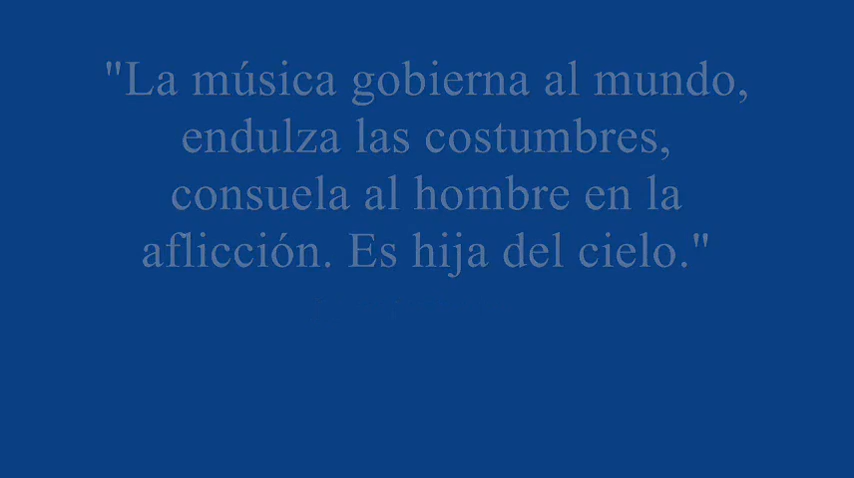 "La música gobierna al mundo,
endulza las costumbres,
consuela al hombre en la
aflicción. Es hija del cielo."